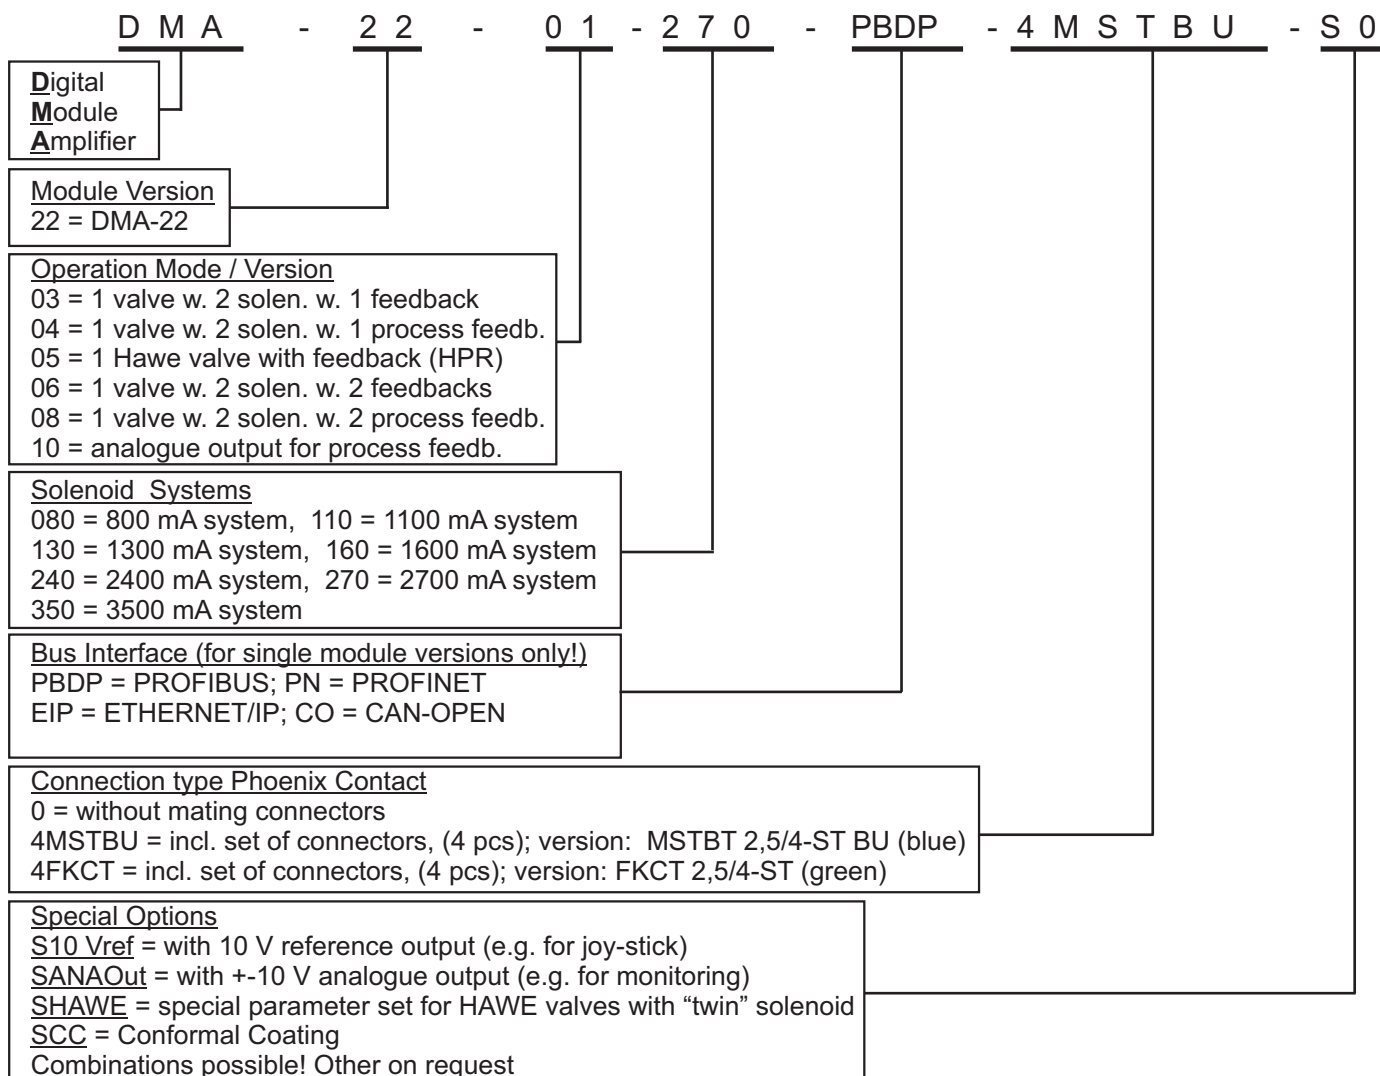 DMA - 22 - 01 - 270 - PBDP - 4MSTBU - S0
Digital
Module
Amplifier
Module Version
22 = DMA-22
Operation Mode / Version
03 = 1 valve w. 2 solen. w. 1 feedback
04 = 1 valve w. 2 solen. w. 1 process feedb.
05 = 1 Hawe valve with feedback (HPR)
06 = 1 valve w. 2 solen. w. 2 feedbacks
08 = 1 valve w. 2 solen. w. 2 process feedb.
10 = analogue output for process feedb.
Solenoid Systems
080 = 800 mA system, 110 = 1100 mA system
130 = 1300 mA system, 160 = 1600 mA system
240 = 2400 mA system, 270 = 2700 mA system
350 = 3500 mA system
Bus Interface (for single module versions only!)
PBDP = PROFIBUS; PN = PROFINET
EIP = ETHERNET/IP; CO = CAN-OPEN
Connection type Phoenix Contact
0 = without mating connectors
4MSTBU = incl. set of connectors, (4 pcs); version: MSTBT 2,5/4-ST BU (blue)
4FKCT = incl. set of connectors, (4 pcs); version: FKCT 2,5/4-ST (green)
Special Options
S10 Vref = with 10 V reference output (e.g. for joy-stick)
SANAOut = with +-10 V analogue output (e.g. for monitoring)
SHAWE = special parameter set for HAWE valves with “twin” solenoid
SCC = Conformal Coating
Combinations possible! Other on request